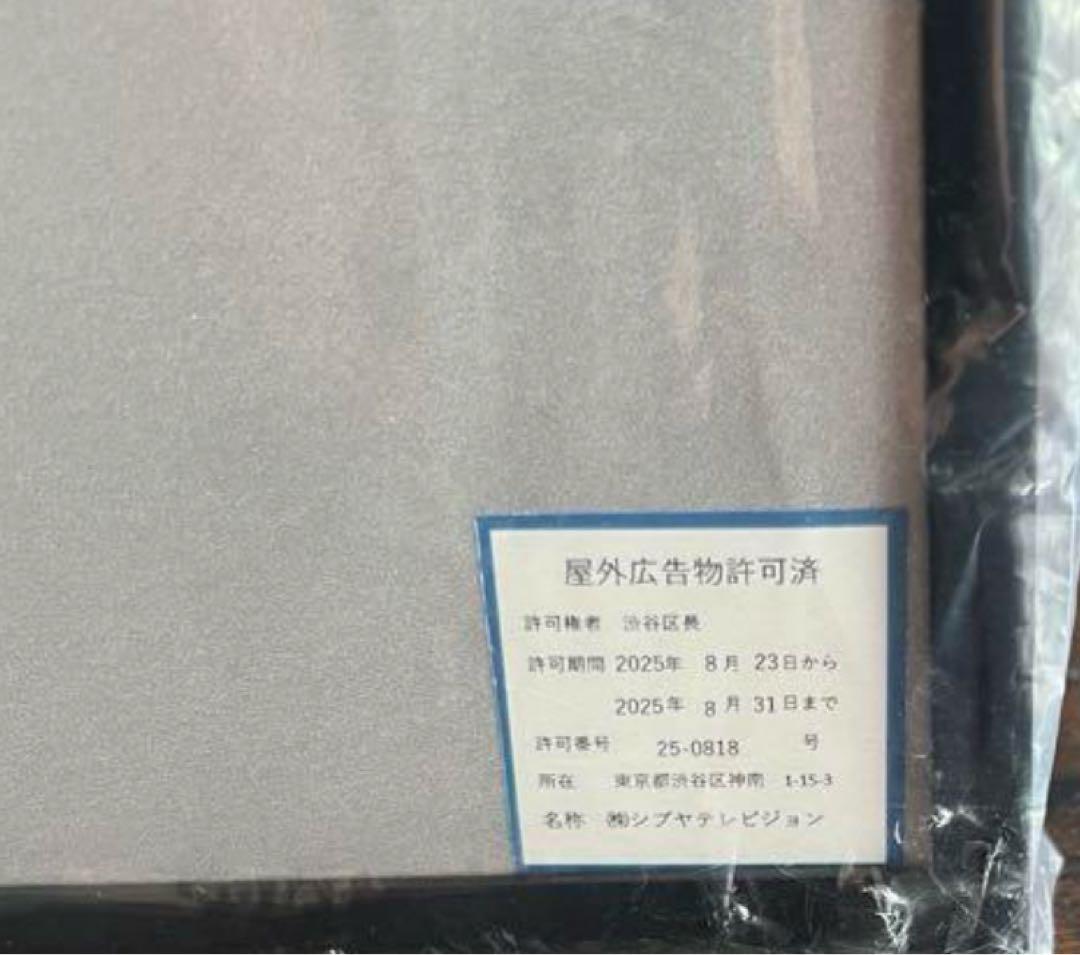 屋外広告物許可済
許可権者 渋谷区長
許可期間 2025年 8月 23日から
2025年 8月 31日まで
許可番号 25-0818 号
所在 東京都渋谷区神南 1-15-3
名称 ㈱シブヤテレビジョン